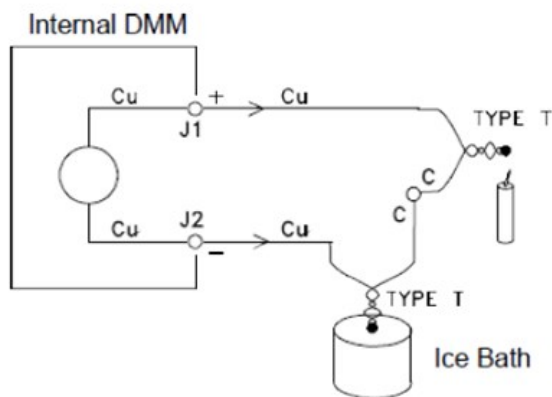 Internal DMM
Cu
+
Cu
J1
TYPE T
C
C
J2
Cu
−
Cu
TYPE T
Ice Bath